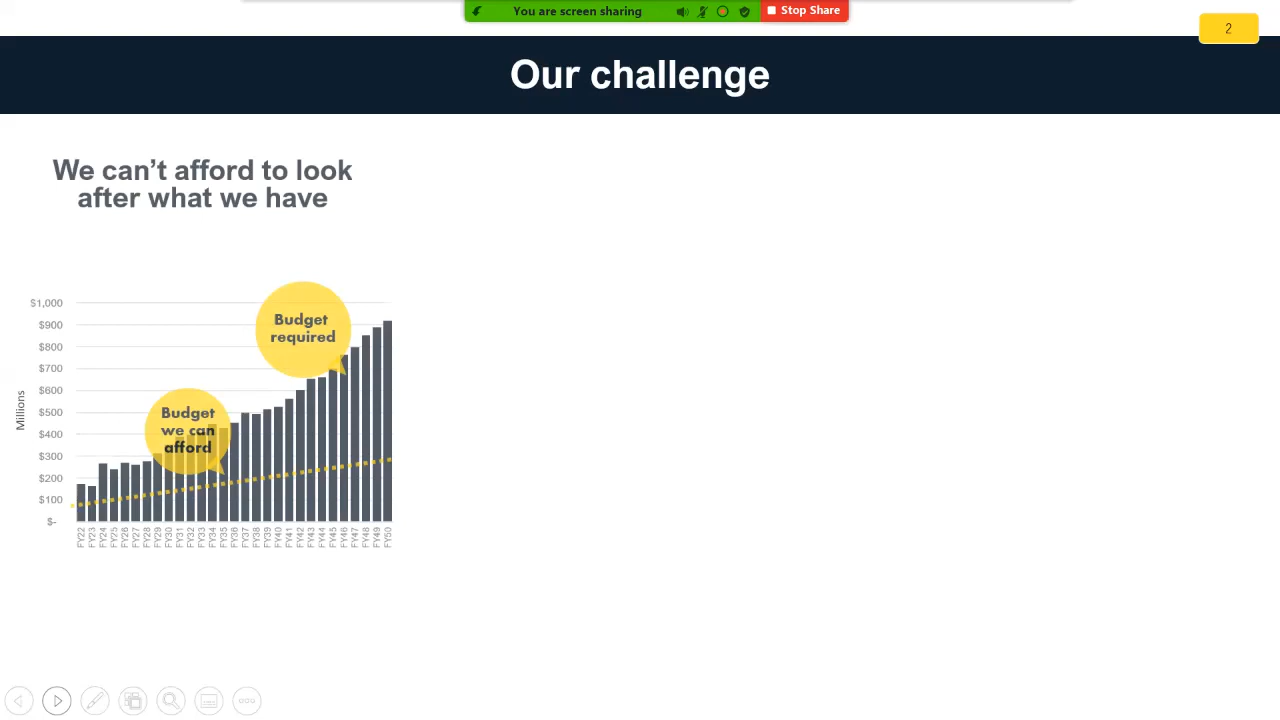 You are screen sharing
Stop Share
2
Our challenge
We can’t afford to look
after what we have
$1,000
$900
$800
$700
$600
$500
$400
$300
$200
$100
$-
Millions
Budget
required
Budget
we can
afford
FY22
FY23
FY24
FY25
FY26
FY27
FY28
FY29
FY30
FY31
FY32
FY33
FY34
FY35
FY36
FY37
FY38
FY39
FY40
FY41
FY42
FY43
FY44
FY45
FY46
FY47
FY48
FY49
FY50